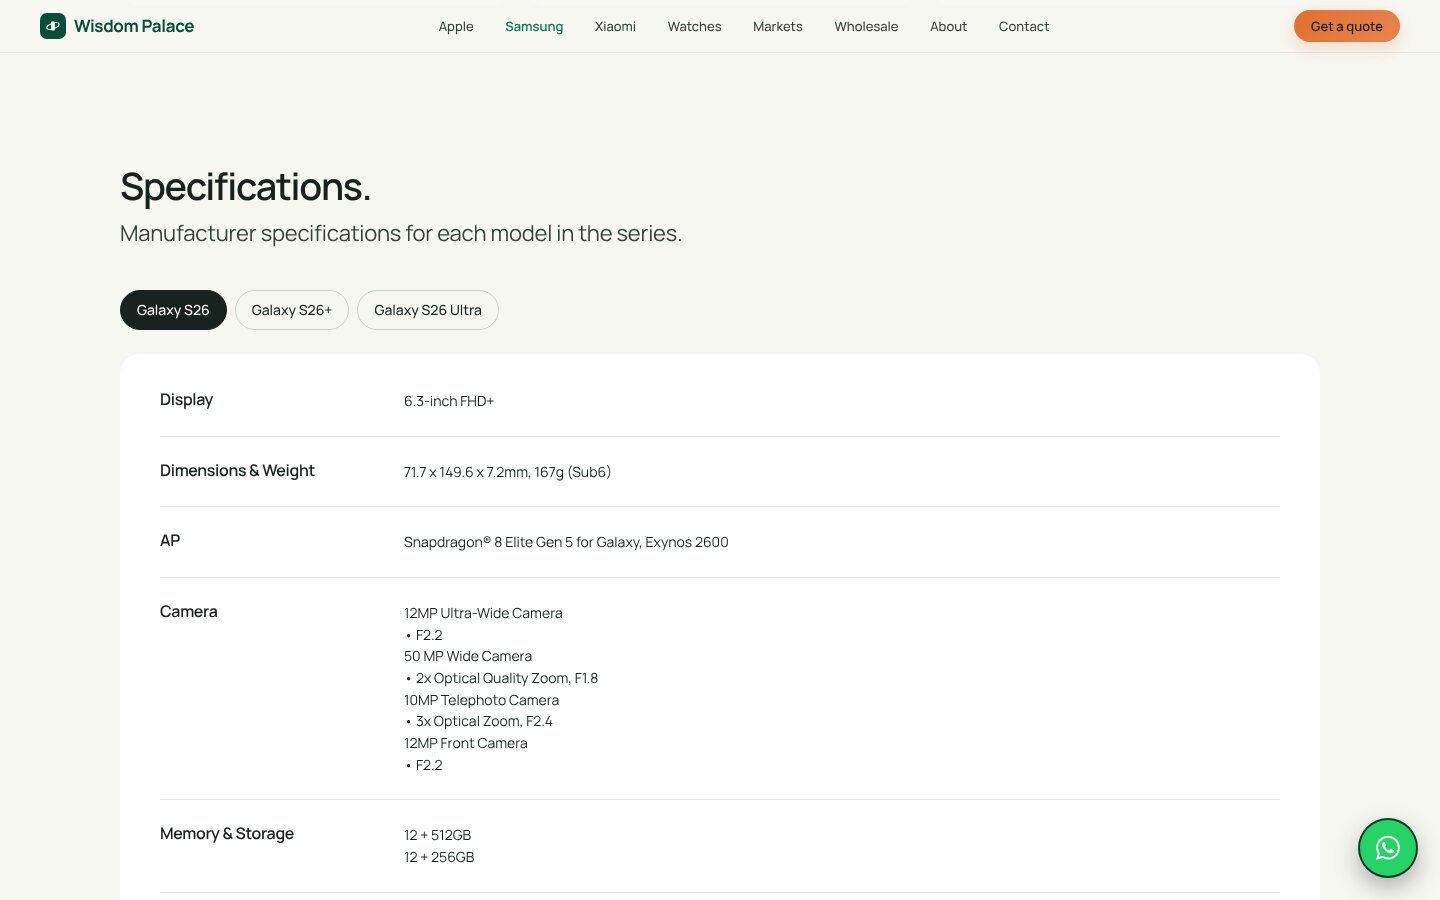 Wisdom Palace
Apple
Samsung
Xiaomi
Watches
Markets
Wholesale
About
Contact
Get a quote
Specifications.
Manufacturer specifications for each model in the series.
Galaxy S26
Galaxy S26+
Galaxy S26 Ultra
Display
6.3-inch FHD+
Dimensions & Weight
71.7 x 149.6 x 7.2mm, 167g (Sub6)
AP
Snapdragon® 8 Elite Gen 5 for Galaxy, Exynos 2600
Camera
12MP Ultra-Wide Camera
• F2.2
50 MP Wide Camera
• 2x Optical Quality Zoom, F1.8
10MP Telephoto Camera
• 3x Optical Zoom, F2.4
12MP Front Camera
• F2.2
Memory & Storage
12 + 512GB
12 + 256GB